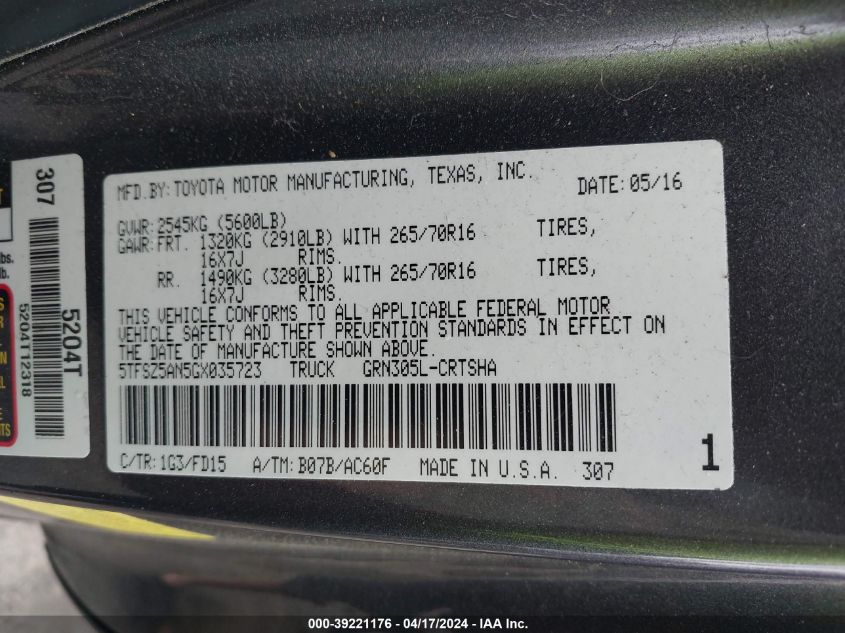 MFD.BY:TOYOTA MOTOR MANUFACTURING, TEXAS, INC. DATE:05/16
GVWR:2545KG (5600LB)
GAWR:FRT. 1320KG (2910LB) WITH 265/70R16 TIRES,
16X7J RIMS.
RR. 1490KG (3280LB) WITH 265/70R16 TIRES,
16X7J RIMS.
THIS VEHICLE CONFORMS TO ALL APPLICABLE FEDERAL MOTOR
VEHICLE SAFETY AND THEFT PREVENTION STANDARDS IN EFFECT ON
THE DATE OF MANUFACTURE SHOWN ABOVE.
5TFSZ5AN5GX035723 TRUCK GRN305L-CRTSHA
C/TR:1G3/FD15 A/TM:B07B/AC60F MADE IN U.S.A. 307
1
307
5204T
5204T12318
lbs.
lb.
000-39221176 - 04/17/2024 - IAA Inc.